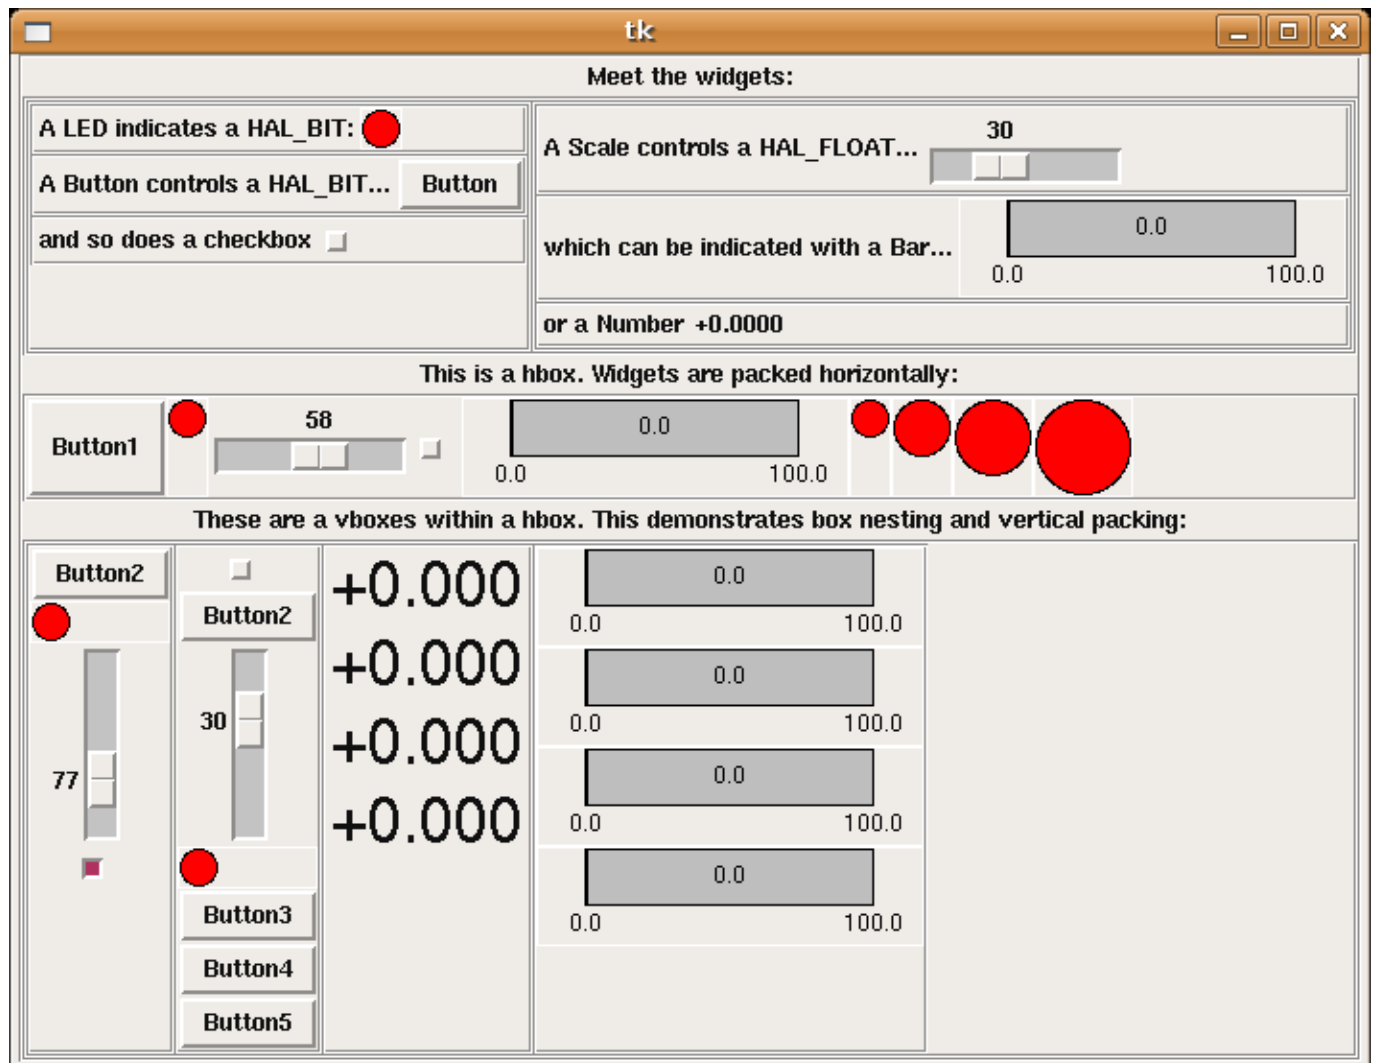 tk
Meet the widgets:
A LED indicates a HAL_BIT:
A Button controls a HAL_BIT... Button
and so does a checkbox
A Scale controls a HAL_FLOAT... 30
which can be indicated with a Bar... 0.0
0.0 100.0
or a Number +0.0000
This is a hbox. Widgets are packed horizontally:
Button1 58 0.0
0.0 100.0
These are a vboxes within a hbox. This demonstrates box nesting and vertical packing:
Button2
77
Button2
30
Button3
Button4
Button5
+0.000
+0.000
+0.000
+0.000
0.0
0.0 100.0
0.0
0.0 100.0
0.0
0.0 100.0
0.0
0.0 100.0